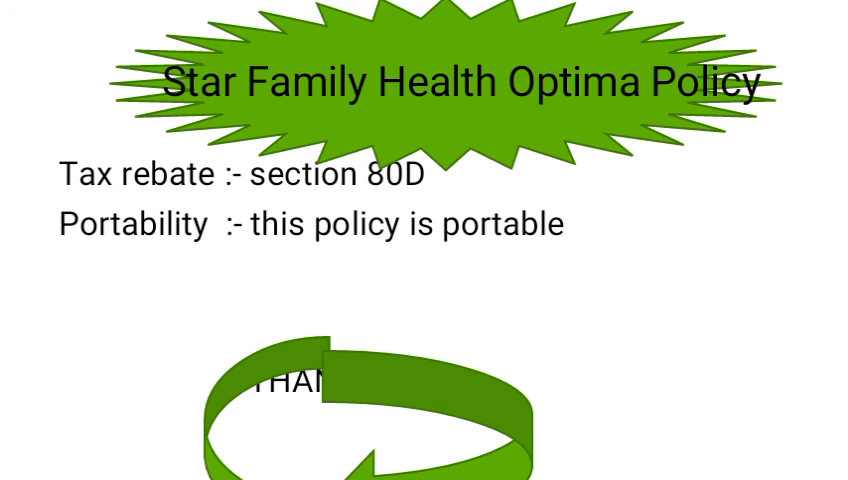 Star Family Health Optima Policy
Tax rebate :- section 80D
Portability :- this policy is portable